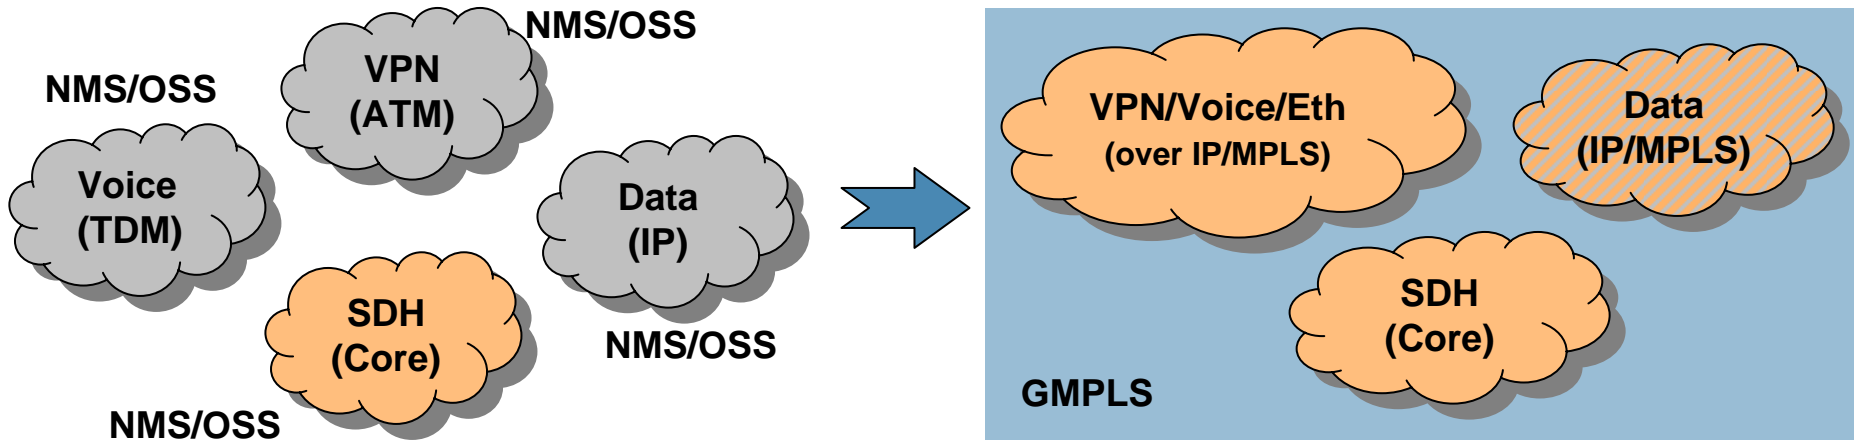 NMS/OSS
VPN
(ATM)
NMS/OSS
Voice
(TDM)
Data
(IP)
NMS/OSS
SDH
(Core)
NMS/OSS
VPN/Voice/Eth
(over IP/MPLS)
Data
(IP/MPLS)
SDH
(Core)
GMPLS